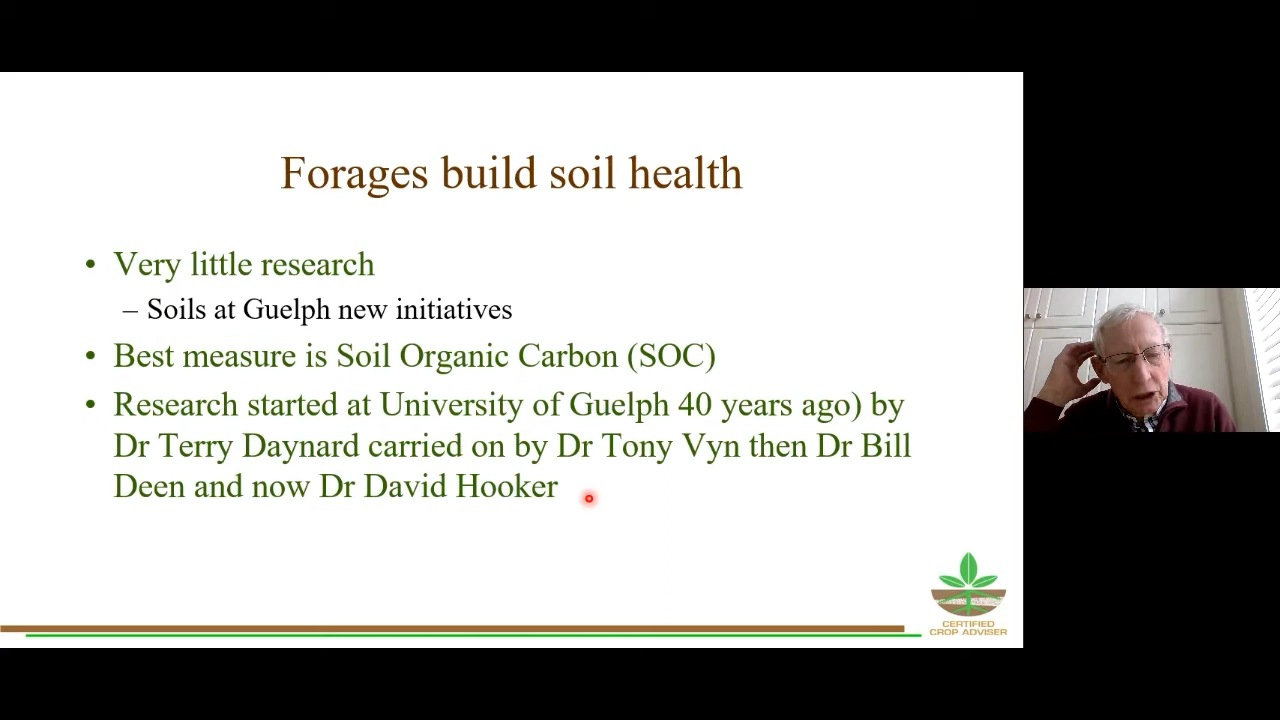 Forages build soil health
• Very little research
– Soils at Guelph new initiatives
• Best measure is Soil Organic Carbon (SOC)
• Research started at University of Guelph 40 years ago) by
Dr Terry Daynard carried on by Dr Tony Vyn then Dr Bill
Deen and now Dr David Hooker
CERTIFIED
CROP ADVISER